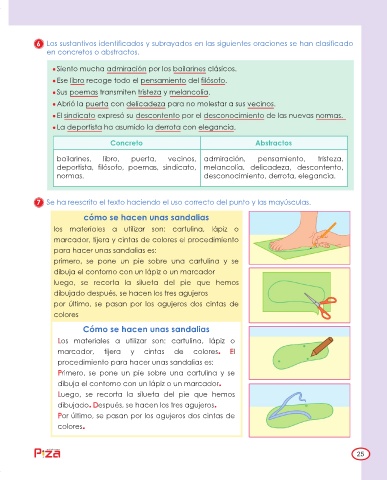 6 Los sustantivos identificados y subrayados en las siguientes oraciones se han clasificado
en concretos o abstractos.
• Siento mucha admiración por los bailarines clásicos.
• Ese libro recoge todo el pensamiento del filósofo.
• Sus poemas transmiten tristeza y melancolía.
• Abrió la puerta con delicadeza para no molestar a sus vecinos.
• El sindicato expresó su descontento por el desconocimiento de las nuevas normas.
• La deportista ha asumido la derrota con elegancia.
Concreto Abstractos
bailarines, libro, puerta, vecinos,
deportista, filósofo, poemas, sindicato,
normas.
admiración, pensamiento, tristeza,
melancolía, delicadeza, descontento,
desconocimiento, derrota, elegancia.
7 Se ha reescrito el texto haciendo el uso correcto del punto y las mayúsculas.
cómo se hacen unas sandalias
los materiales a utilizar son: cartulina, lápiz o
marcador, tijera y cintas de colores el procedimiento
para hacer unas sandalias es:
primero, se pone un pie sobre una cartulina y se
dibuja el contorno con un lápiz o un marcador
luego, se recorta la silueta del pie que hemos
dibujado después, se hacen los tres agujeros
por último, se pasan por los agujeros dos cintas de
colores
Cómo se hacen unas sandalias
Los materiales a utilizar son: cartulina, lápiz o
marcador, tijera y cintas de colores. El
procedimiento para hacer unas sandalias es:
Primero, se pone un pie sobre una cartulina y se
dibuja el contorno con un lápiz o un marcador.
Luego, se recorta la silueta del pie que hemos
dibujado. Después, se hacen los tres agujeros.
Por último, se pasan por los agujeros dos cintas de
colores.
Piza
25